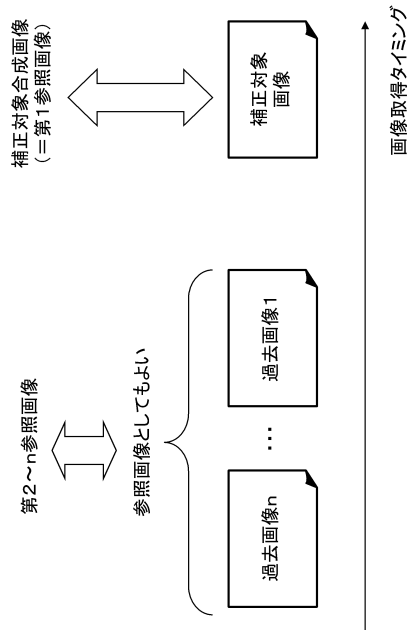 第2~n参照画像
補正対象合成画像
(=第1参照画像)
参照画像としてもよい
過去画像n
…
過去画像1
補正対象
画像
画像取得タイミング